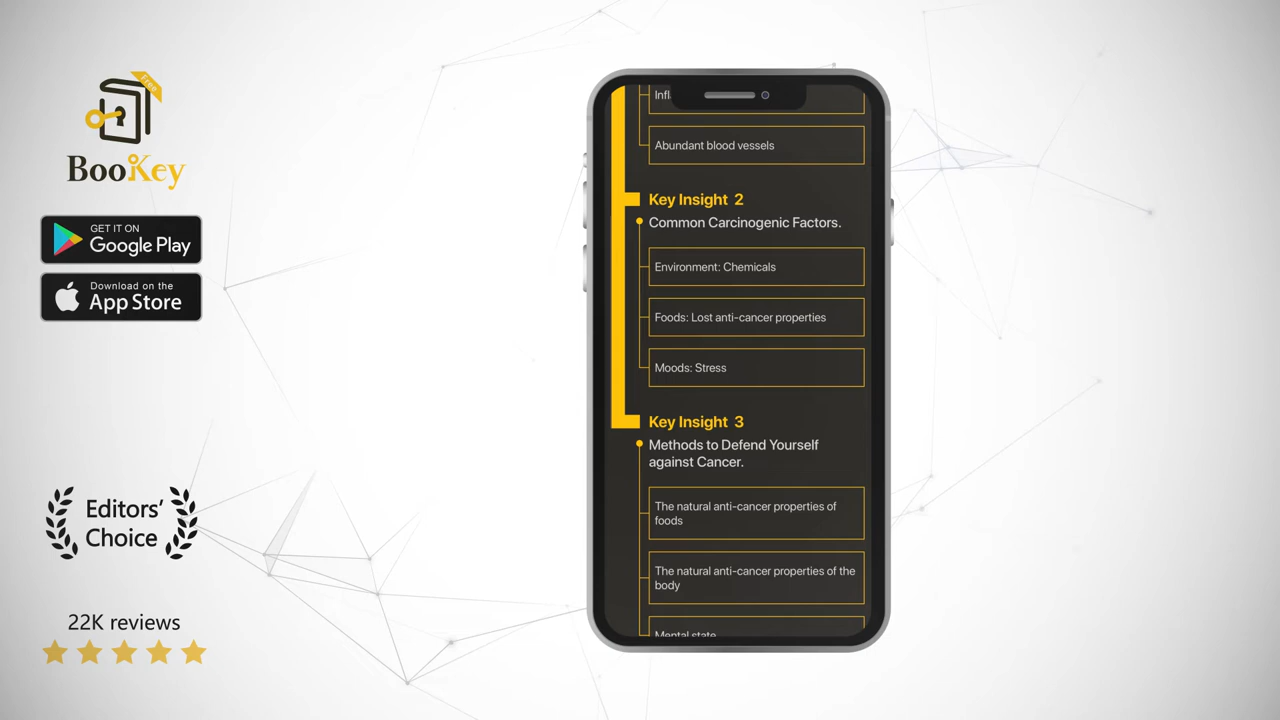 Free
BooKey
GET IT ON
Google Play
Download on the
App Store
Editors’
Choice
22K reviews
Abundant blood vessels
Key Insight 2
Common Carcinogenic Factors.
Environment: Chemicals
Foods: Lost anti-cancer properties
Moods: Stress
Key Insight 3
Methods to Defend Yourself
against Cancer.
The natural anti-cancer properties of
foods
The natural anti-cancer properties of the
body
Mental state